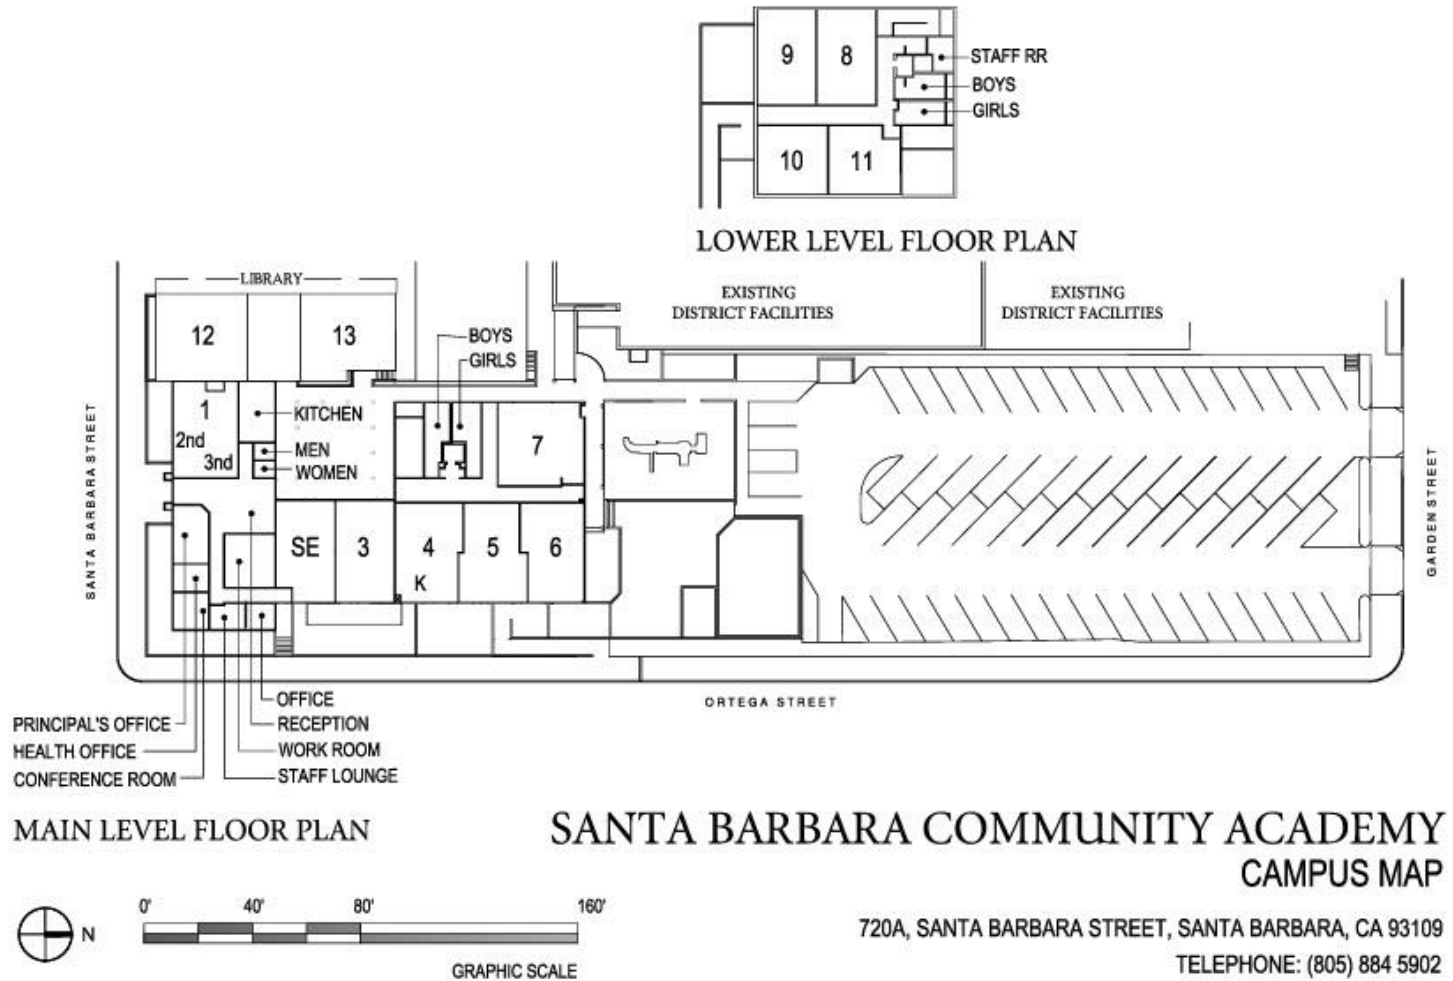 9
8
STAFF RR
BOYS
GIRLS
10
11
LOWER LEVEL FLOOR PLAN
LIBRARY
EXISTING
DISTRICT FACILITIES
EXISTING
DISTRICT FACILITIES
12
13
BOYS
GIRLS
1
2nd
3nd
KITCHEN
MEN
WOMEN
7
SE
3
4
K
5
6
SANTA BARBARA STREET
GARDEN STREET
ORTEGA STREET
OFFICE
PRINCIPAL'S OFFICE
RECEPTION
HEALTH OFFICE
WORK ROOM
CONFERENCE ROOM
STAFF LOUNGE
MAIN LEVEL FLOOR PLAN
SANTA BARBARA COMMUNITY ACADEMY
CAMPUS MAP
N
0' 40' 80' 160'
GRAPHIC SCALE
720A, SANTA BARBARA STREET, SANTA BARBARA, CA 93109
TELEPHONE: (805) 884 5902